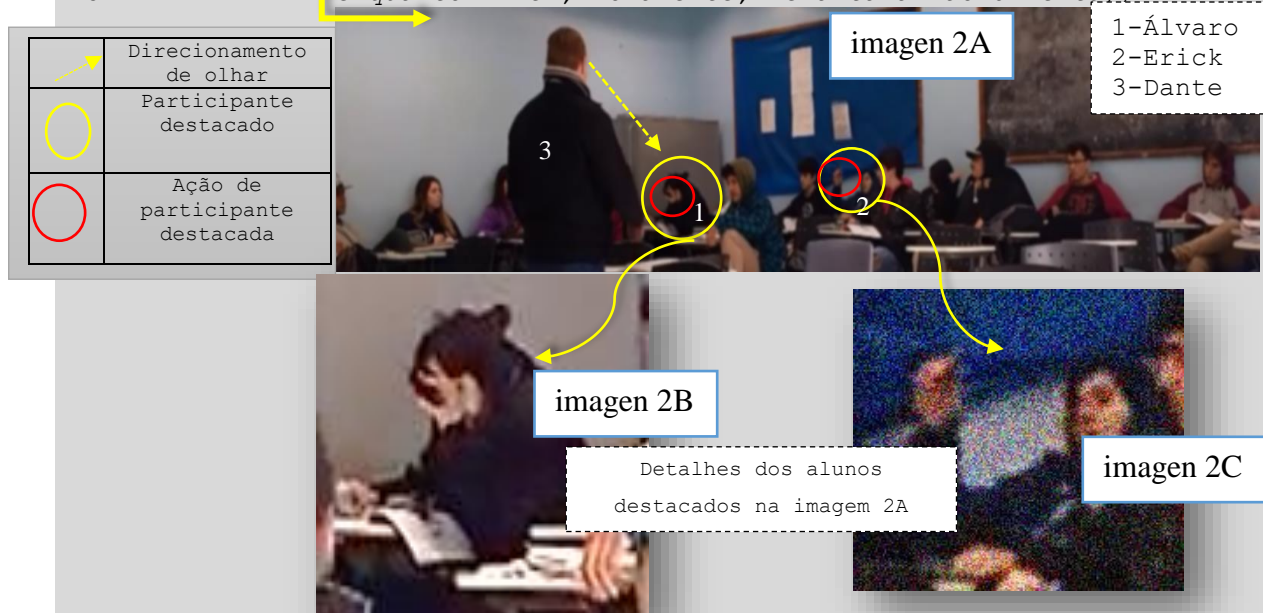 imagen 2A
1-Álvaro
2-Erick
3-Dante
Direcionamento
de olhar
Participante
destacado
Ação de
participante
destacada
3
1
2
imagen 2B
Detalhes dos alunos
destacados na imagem 2A
imagen 2C